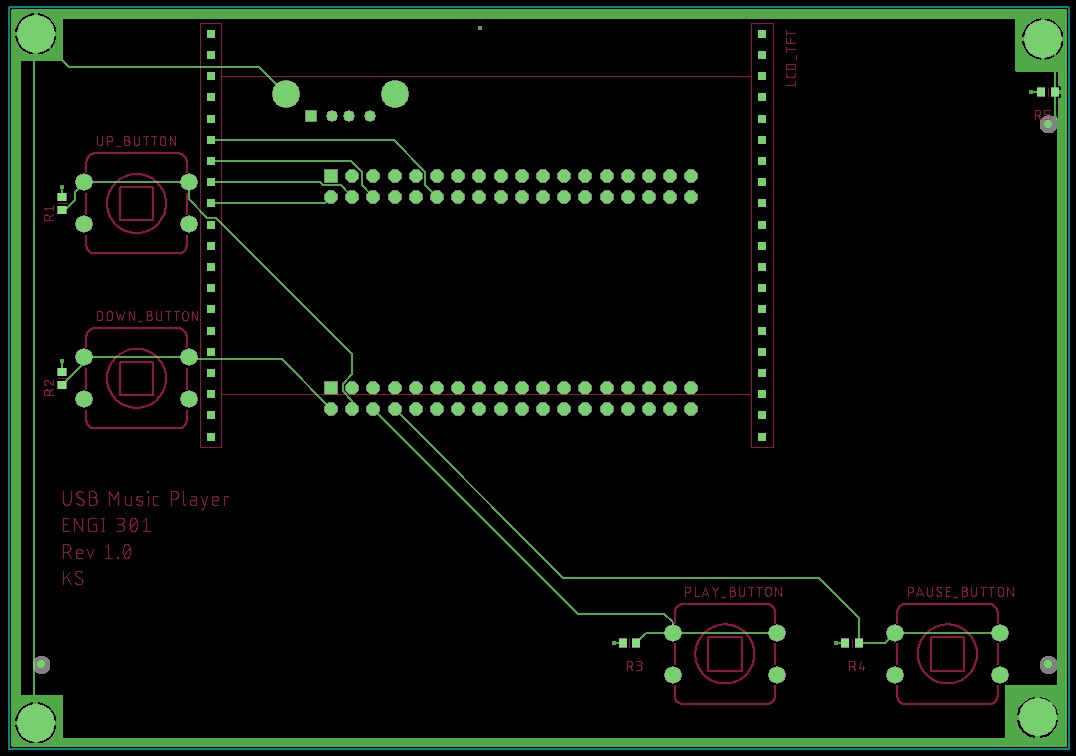 LCD_TFT
R5
UP_BUTTON
R1
DOWN_BUTTON
R2
USB Music Player
ENGI 301
Rev 1.0
KS
PLAY_BUTTON
PAUSE_BUTTON
R3
R4